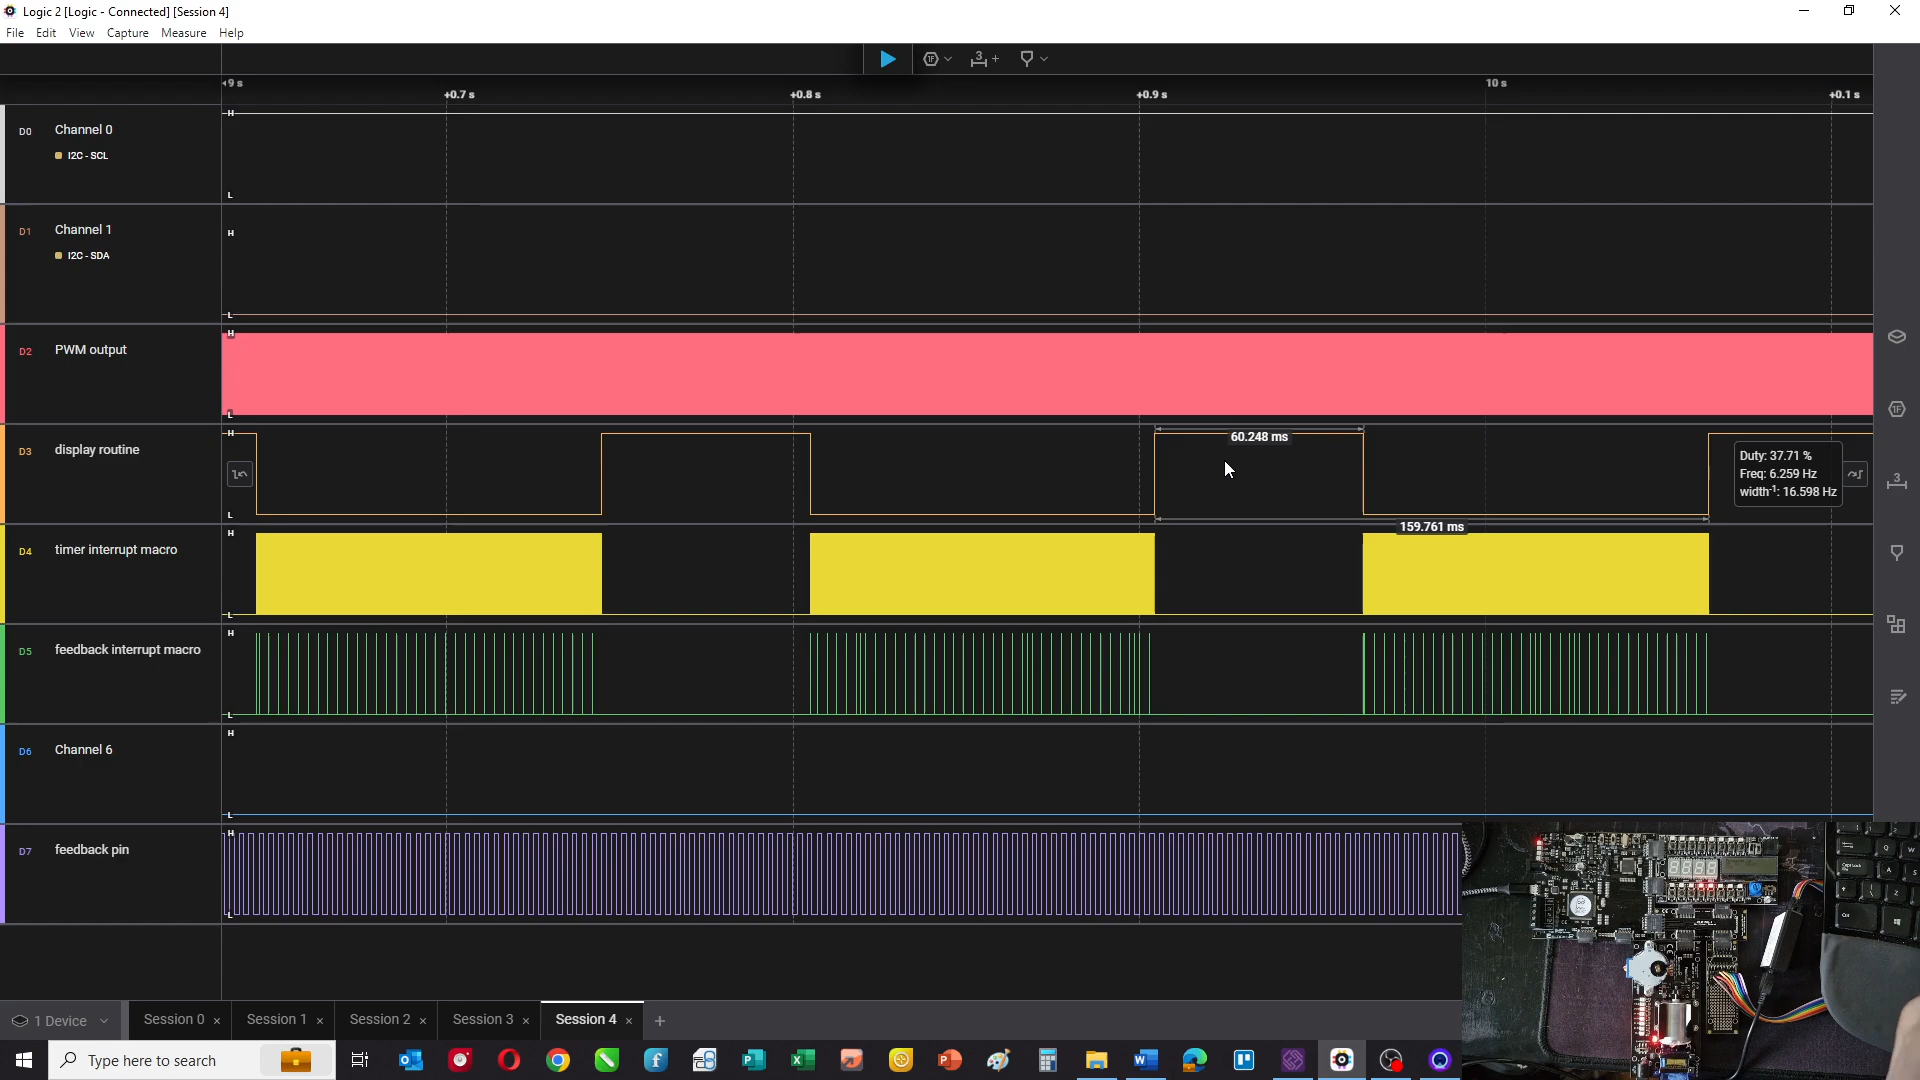 Logic 2 [Logic - Connected] [Session 4]
File Edit View Capture Measure Help
9 s
10 s
+0.7 s +0.8 s +0.9 s +0.1 s
D0 Channel 0
I2C - SCL
H
L
D1 Channel 1
I2C - SDA
H
L
D2 PWM output
H
L
D3 display routine
H
L
60.248 ms
Duty: 37.71 %
Freq: 6.259 Hz
width-1: 16.598 Hz
159.761 ms
D4 timer interrupt macro
H
L
D5 feedback interrupt macro
H
L
D6 Channel 6
H
L
D7 feedback pin
H
L
1 Device
Session 0 × Session 1 × Session 2 × Session 3 × Session 4 × +
Type here to search